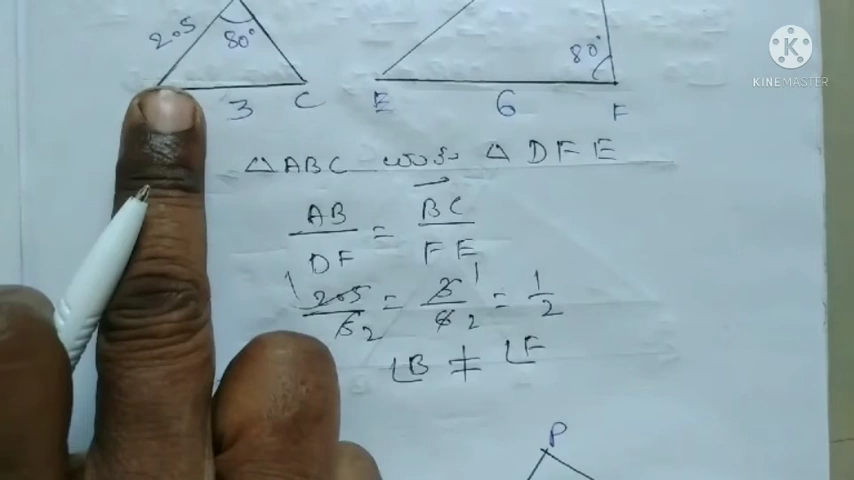 2.5
80°
80°
3 C E 6 F
△ABC △DFE
AB/DF = BC/FE
2.5/5 = 3/6 = 1/2
∠B ≠ ∠F
P
KINEMASTER